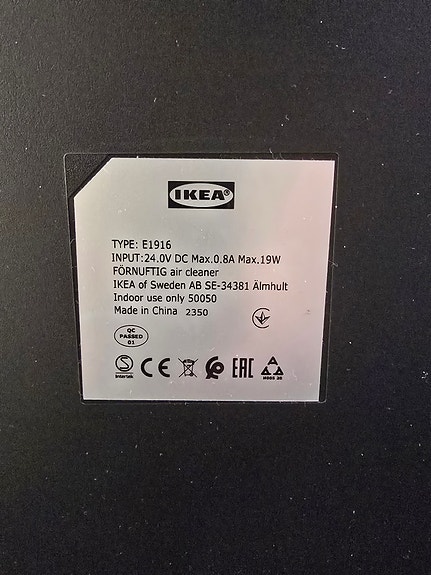 IKEA®
TYPE: E1916
INPUT:24.0V DC Max.0.8A Max.19W
FÖRNUFTIG air cleaner
IKEA of Sweden AB SE-34381 Älmhult
Indoor use only 50050
Made in China 2350
QC
PASSED
01
S
Intertek
CE
EAC